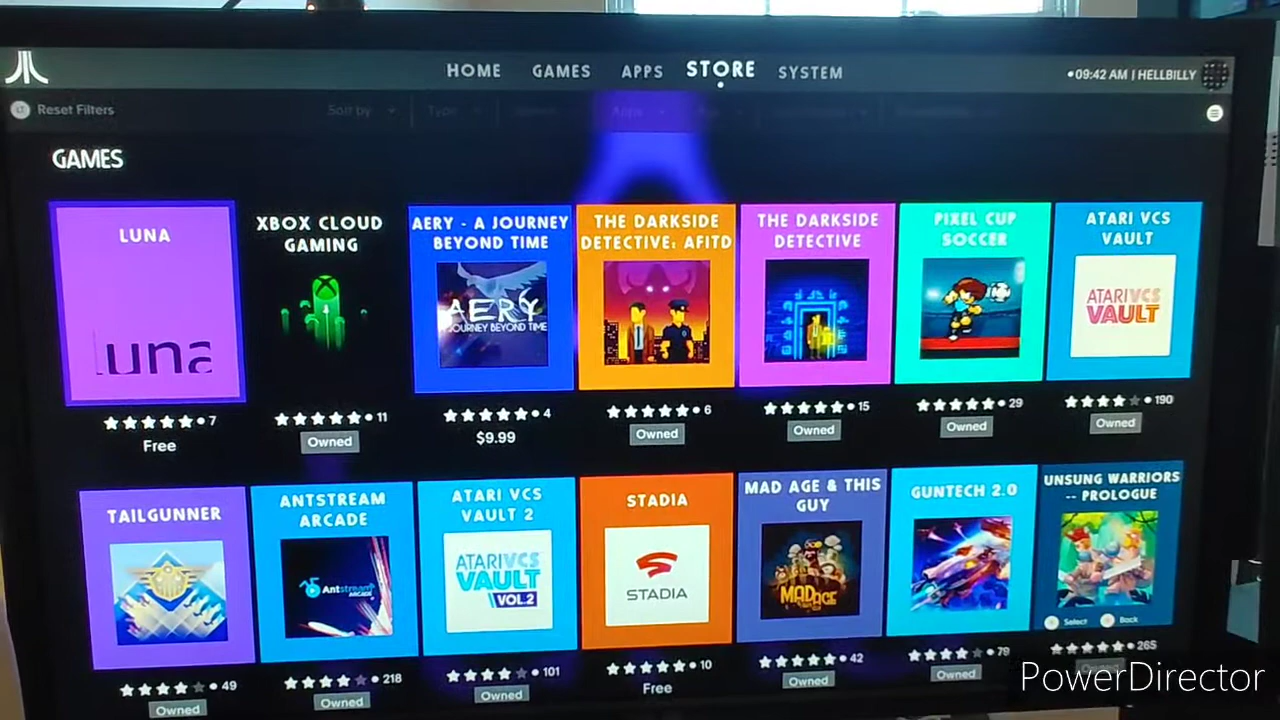 HOME GAMES APPS STORE SYSTEM
09:42 AM | HELLBILLY
Reset Filters
Sort by
Type
GAMES
LUNA
luna
7
Free
XBOX CLOUD
GAMING
11
Owned
AERY - A JOURNEY
BEYOND TIME
AERY
JOURNEY BEYOND TIME
4
$9.99
THE DARKSIDE
DETECTIVE: AFITD
6
Owned
THE DARKSIDE
DETECTIVE
15
Owned
PIXEL CUP
SOCCER
29
Owned
ATARI VCS
VAULT
ATARI VCS
VAULT
190
Owned
TAILGUNNER
49
Owned
ANTSTREAM
ARCADE
Antstream
ARCADE
218
Owned
ATARI VCS
VAULT 2
ATARI VCS
VAULT
VOL.2
101
Owned
STADIA
STADIA
10
Free
MAD AGE & THIS
GUY
MAD AGE
42
Owned
GUNTECH 2.0
79
Owned
UNSUNG WARRIORS
-- PROLOGUE
Select Back
265
Owned
PowerDirector